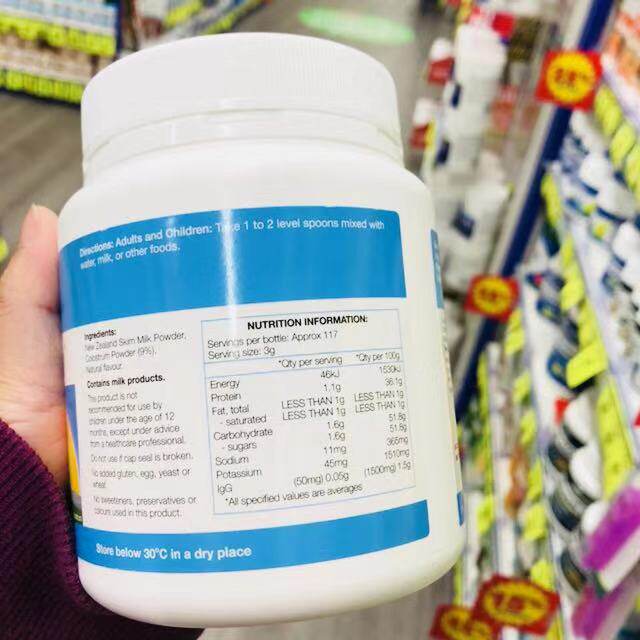 Directions: Adults and Children: Take 1 to 2 level spoons mixed with
water, milk, or other foods.
Ingredients:
New Zealand Skim Milk Powder,
Colostrum Powder (9%),
Natural flavour.
Contains milk products.
This product is not
recommended for use by
children under the age of 12
months, except under advice
from a healthcare professional.
Do not use if cap seal is broken.
No added gluten, egg, yeast or
wheat.
No sweeteners, preservatives or
colours used in this product.
NUTRITION INFORMATION:
Servings per bottle: Approx 117
Serving size: 3g
*Qty per serving *Qty per 100g
Energy 46kJ 1530kJ
Protein 1.1g 36.1g
Fat, total LESS THAN 1g LESS THAN 1g
- saturated LESS THAN 1g LESS THAN 1g
Carbohydrate 1.6g 51.8g
- sugars 1.6g 51.8g
Sodium 11mg 365mg
Potassium 45mg 1510mg
IgG (50mg) 0.05g (1500mg) 1.5g
*All specified values are averages
Store below 30°C in a dry place